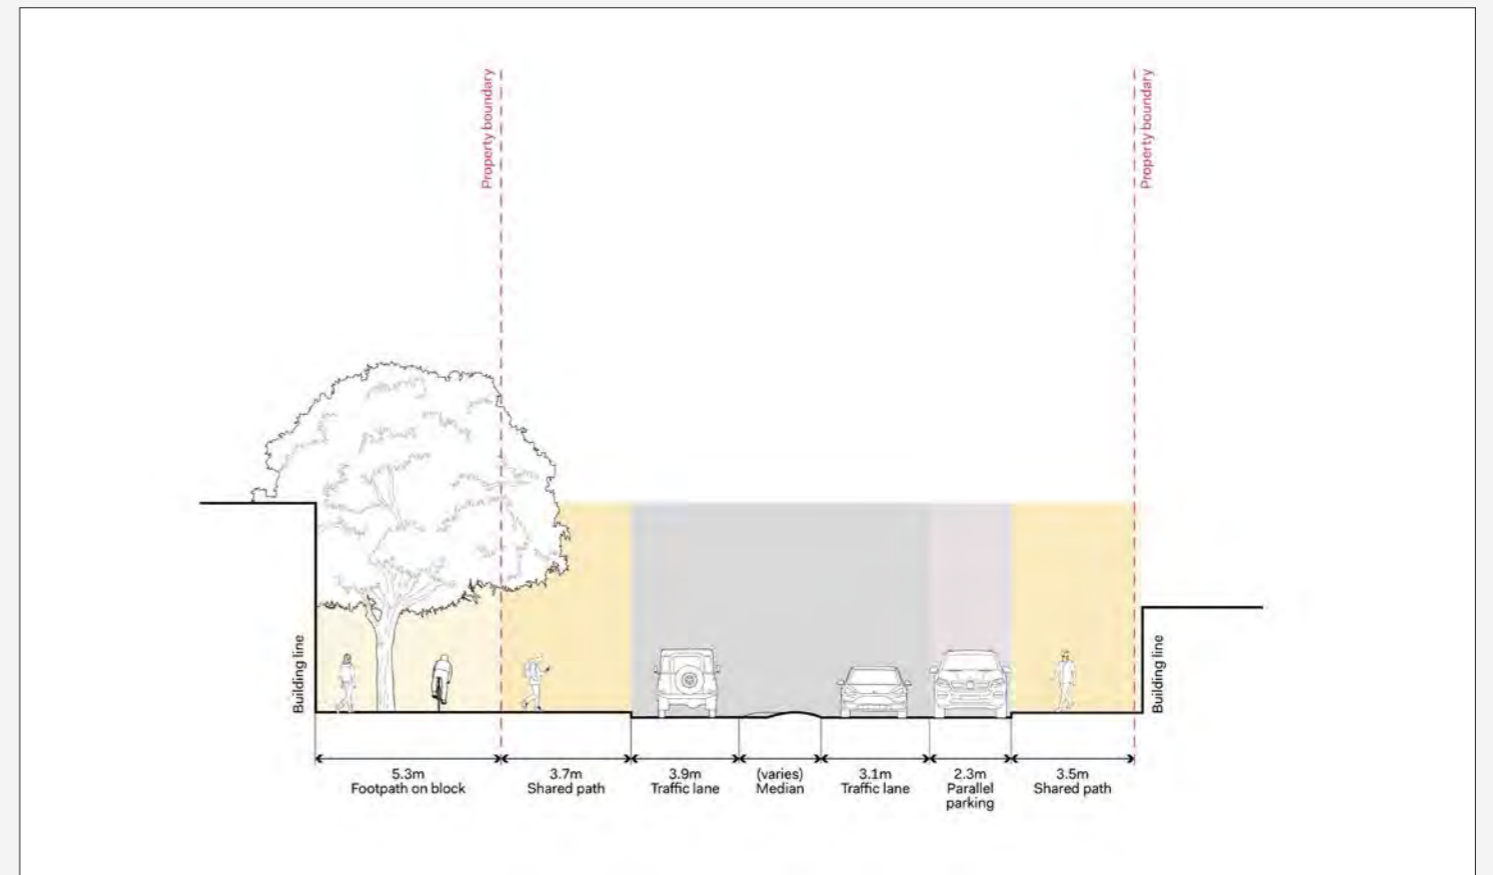 Property boundary
Property boundary
Building line
Building line
5.3m
Footpath on block
3.7m
Shared path
3.9m
Traffic lane
(varies)
Median
3.1m
Traffic lane
2.3m
Parallel
parking
3.5m
Shared path